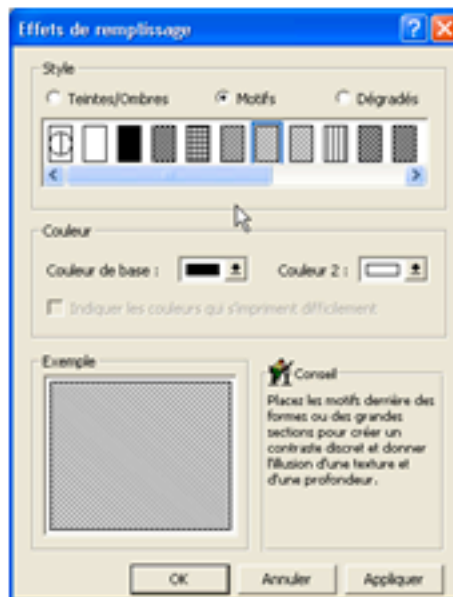 Effets de remplissage
Style
Teintes/Ombres
Motifs
Dégradés
Couleur
Couleur de base :
Couleur 2 :
Indiquer les couleurs qui s'impriment difficilement
Exemple
Conseil
Placez les motifs derrière des
formes ou des grandes
sections pour créer un
contraste discret et donner
l'illusion d'une texture et
d'une profondeur.
OK
Annuler
Appliquer